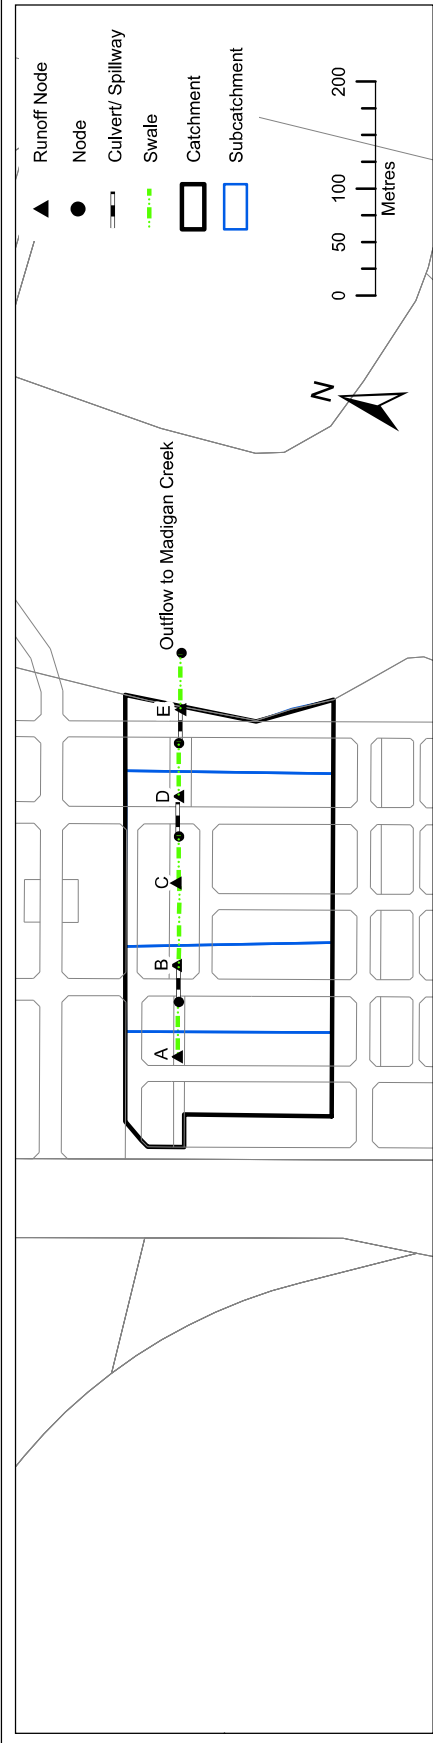 Runoff Node
Node
Culvert/ Spillway
Swale
Catchment
Subcatchment
0 50 100 200
Metres
N
Outflow to Madigan Creek
A
B
C
D
E